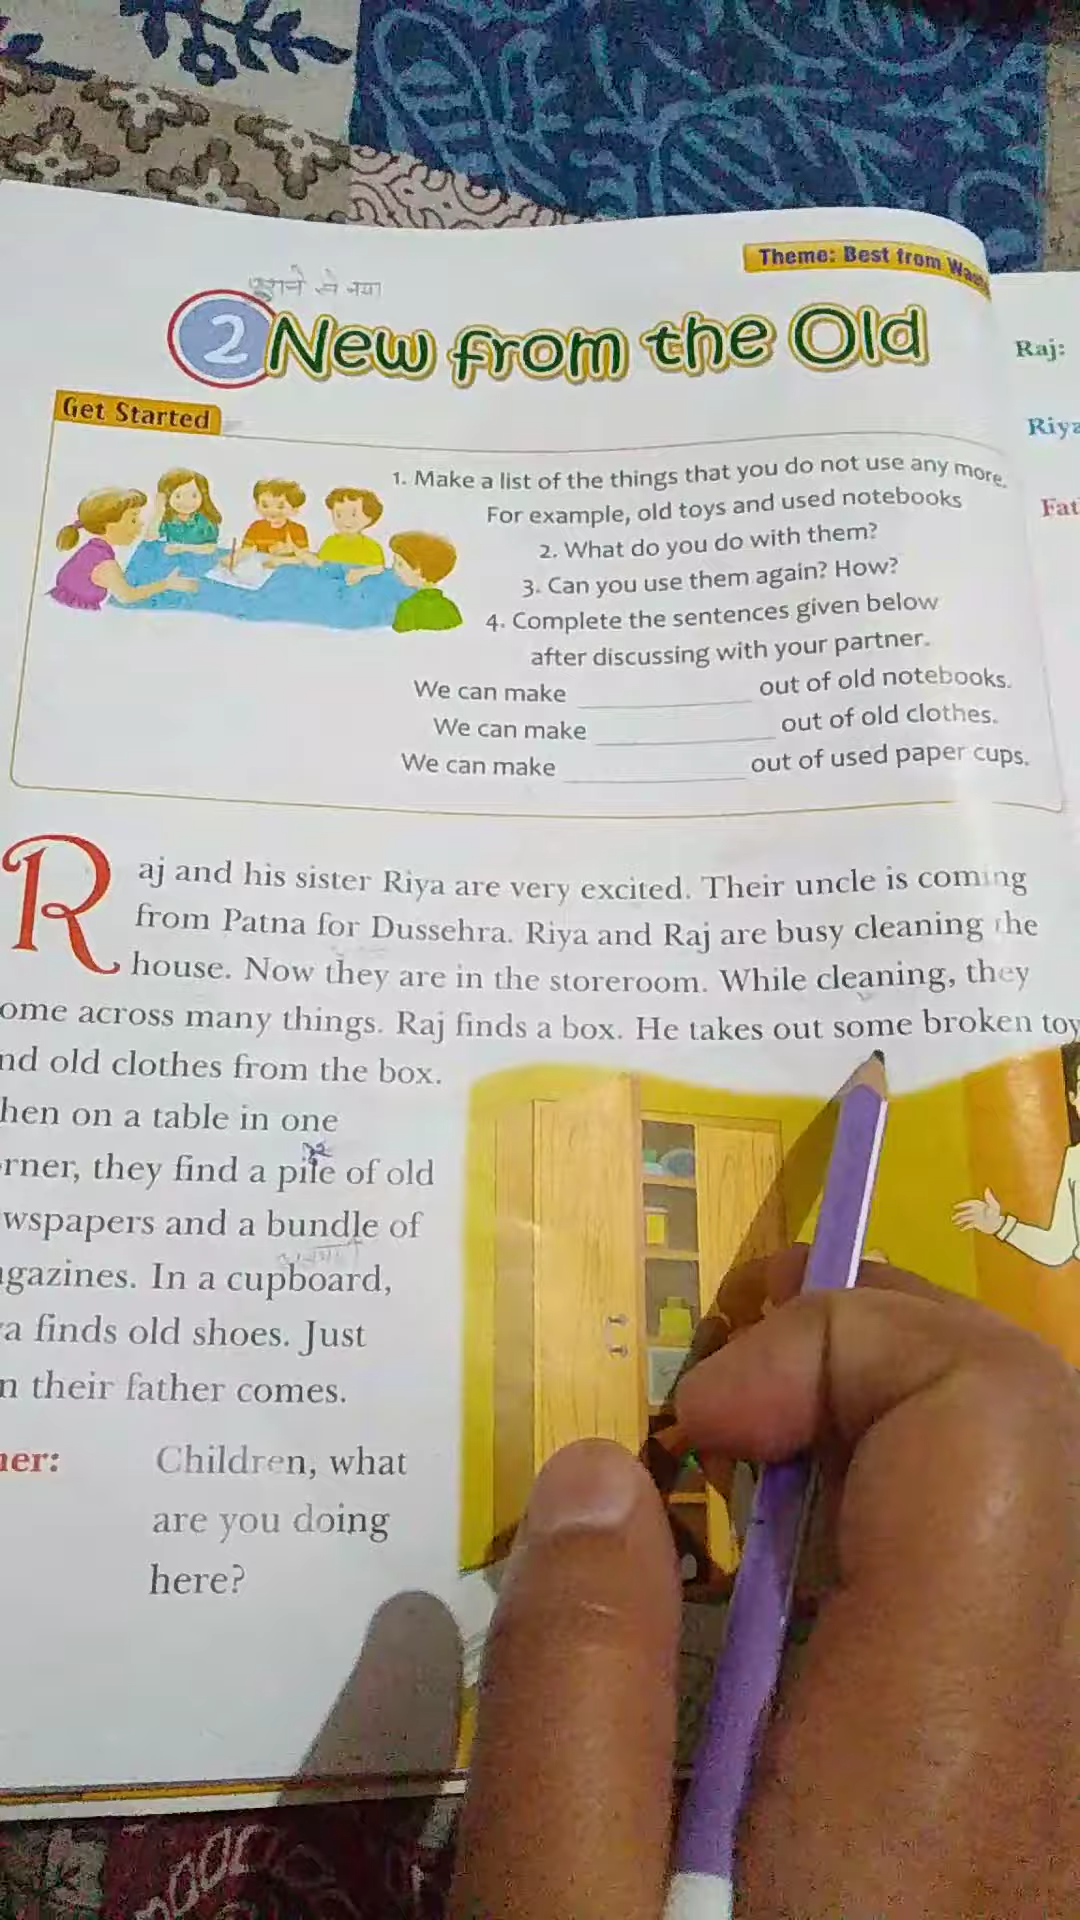 Theme: Best from Waste
पुराने से नया
2 New from the Old
Get Started
1. Make a list of the things that you do not use any more.
For example, old toys and used notebooks
2. What do you do with them?
3. Can you use them again? How?
4. Complete the sentences given below
after discussing with your partner.
We can make ____________ out of old notebooks.
We can make ____________ out of old clothes.
We can make ____________ out of used paper cups.
Raj and his sister Riya are very excited. Their uncle is coming
from Patna for Dussehra. Riya and Raj are busy cleaning the
house. Now they are in the storeroom. While cleaning, they
ome across many things. Raj finds a box. He takes out some broken toy
nd old clothes from the box.
hen on a table in one
rner, they find a pile of old
wspapers and a bundle of
gazines. In a cupboard,
a finds old shoes. Just
n their father comes.
her: Children, what
are you doing
here?
Raj:
Riya
Fat